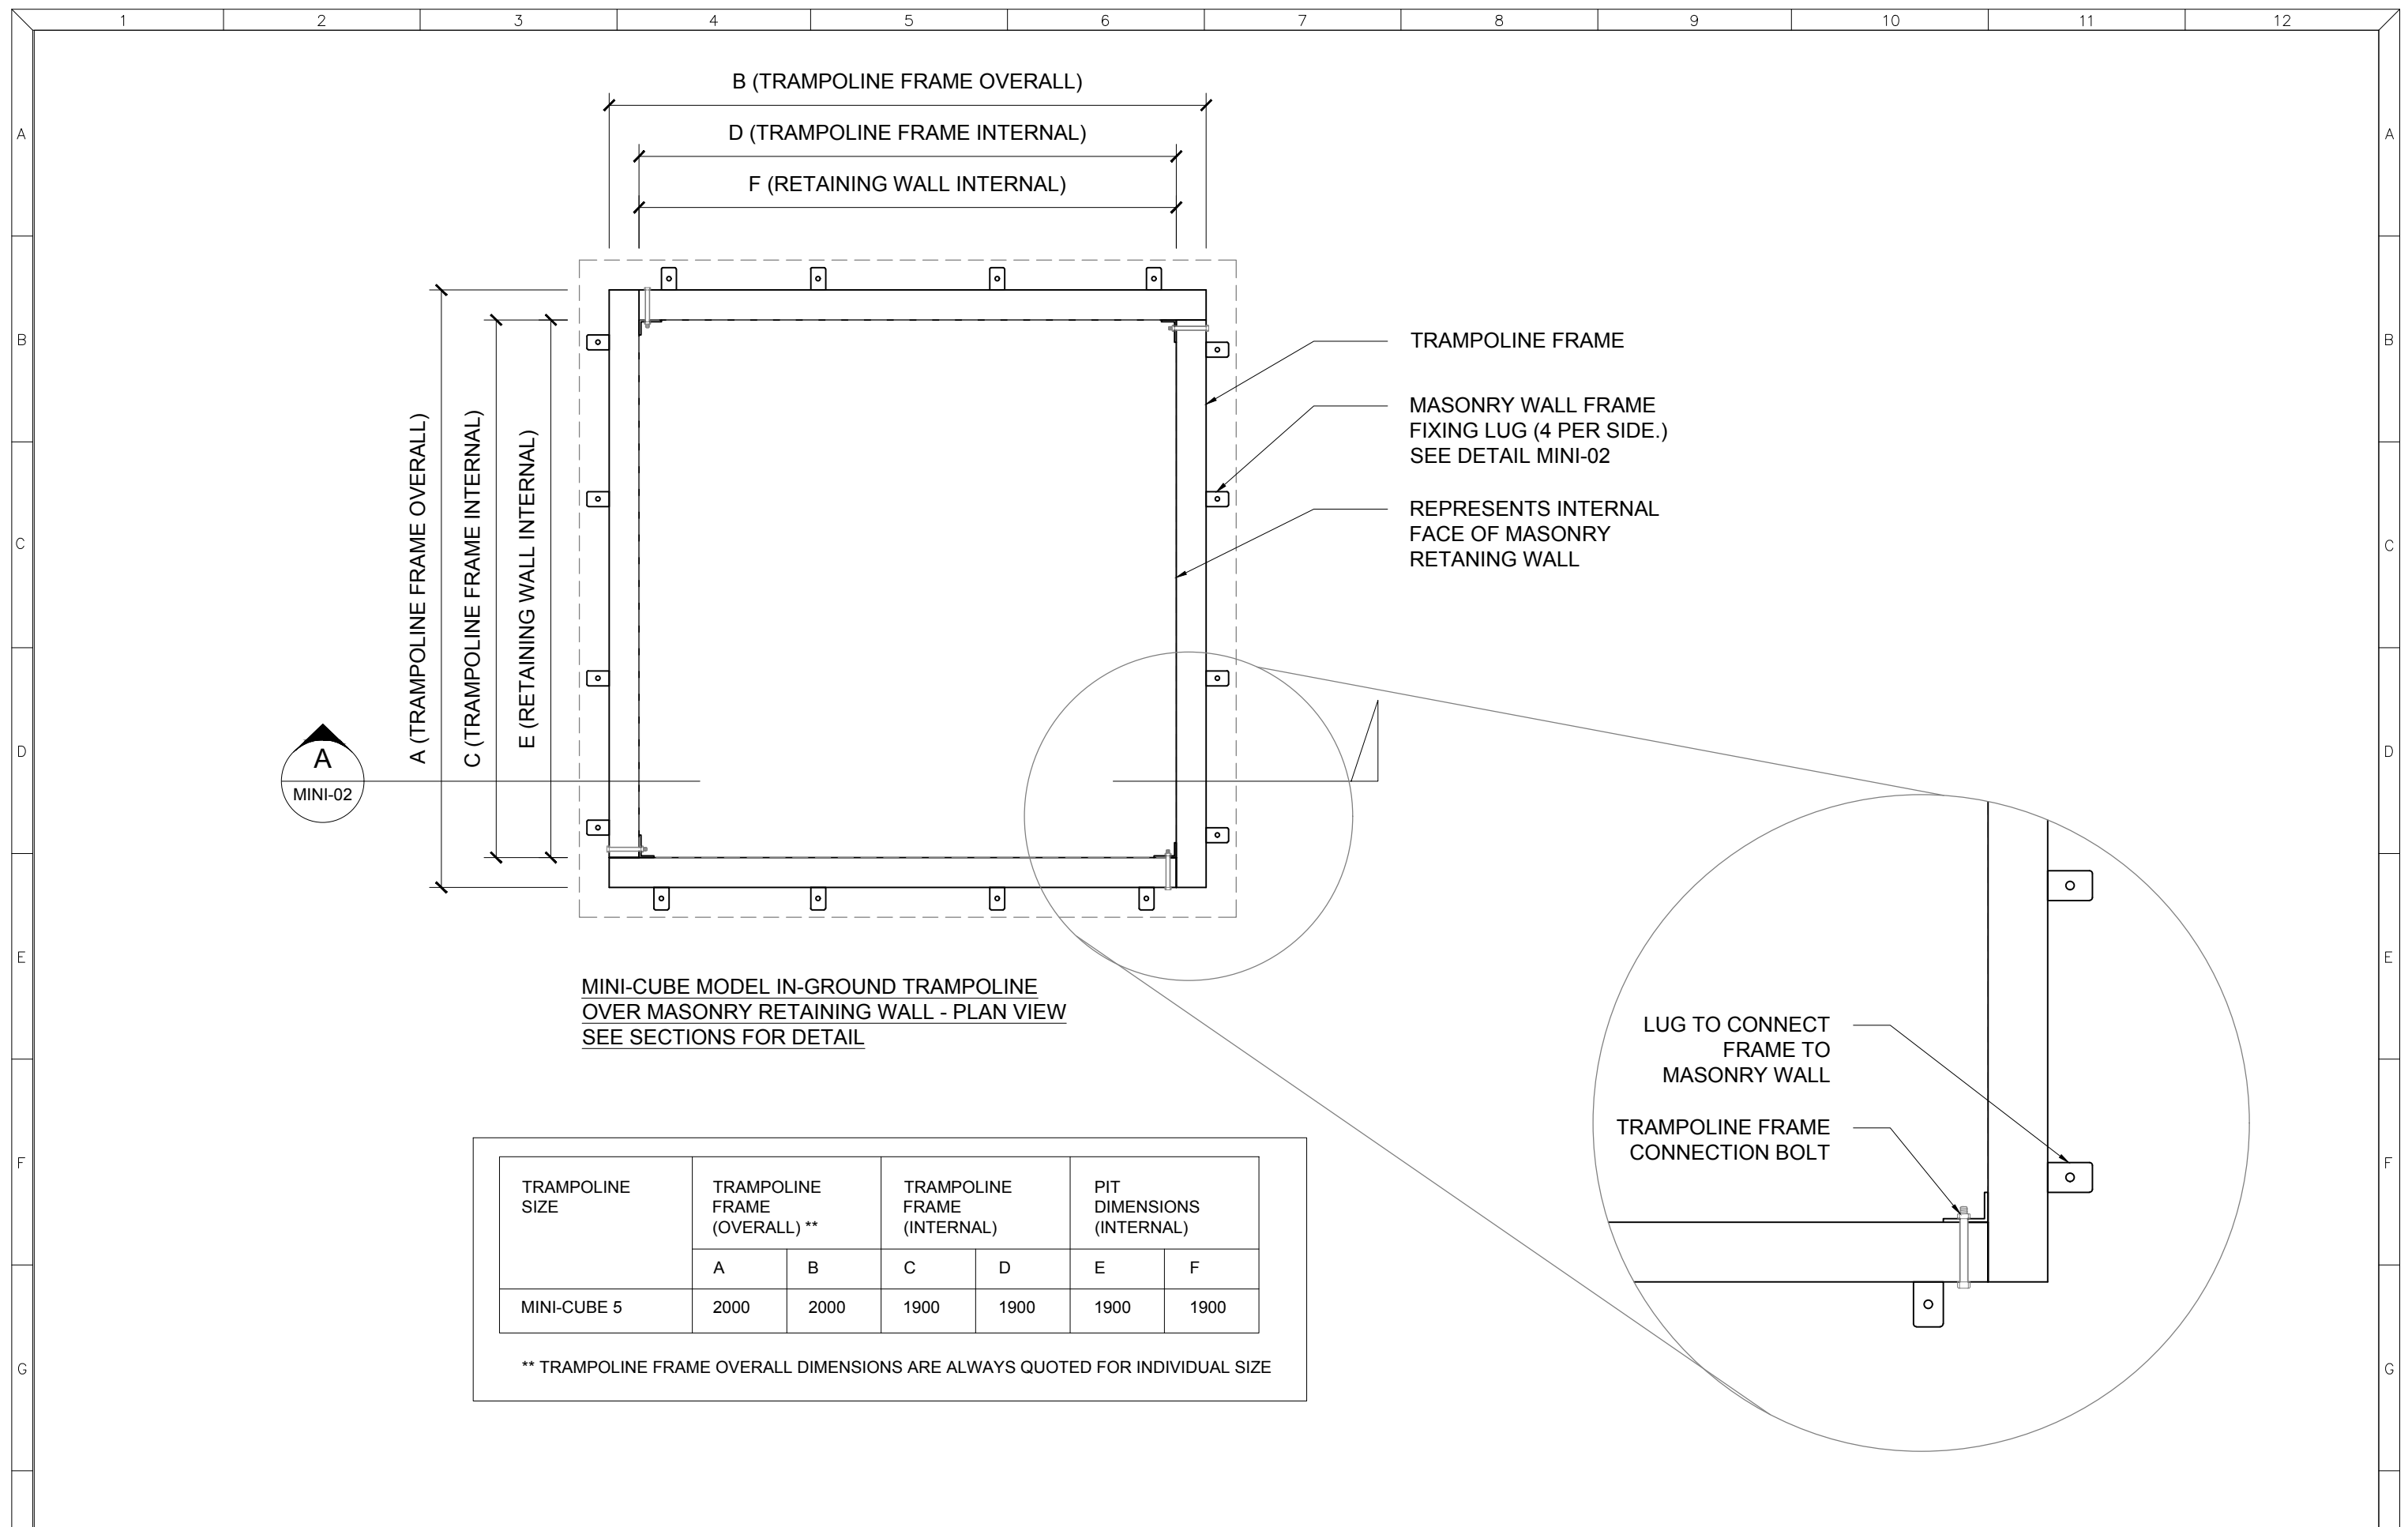 1 2 3 4 5 6 7 8 9 10 11 12
B (TRAMPOLINE FRAME OVERALL)
A A
D (TRAMPOLINE FRAME INTERNAL)
F (RETAINING WALL INTERNAL)
B B
TRAMPOLINE FRAME
MASONRY WALL FRAME
FIXING LUG (4 PER SIDE.)
SEE DETAIL MINI-02
REPRESENTS INTERNAL
FACE OF MASONRY
RETANING WALL
C C
A (TRAMPOLINE FRAME OVERALL)
C (TRAMPOLINE FRAME INTERNAL)
E (RETAINING WALL INTERNAL)
D D
A
MINI-02
E E
MINI-CUBE MODEL IN-GROUND TRAMPOLINE
OVER MASONRY RETAINING WALL - PLAN VIEW
SEE SECTIONS FOR DETAIL
LUG TO CONNECT
FRAME TO
MASONRY WALL
TRAMPOLINE FRAME
CONNECTION BOLT
F F
TRAMPOLINE
SIZE
TRAMPOLINE
FRAME
(OVERALL) **
TRAMPOLINE
FRAME
(INTERNAL)
PIT
DIMENSIONS
(INTERNAL)
A B C D E F
MINI-CUBE 5 2000 2000 1900 1900 1900 1900
** TRAMPOLINE FRAME OVERALL DIMENSIONS ARE ALWAYS QUOTED FOR INDIVIDUAL SIZE
G G